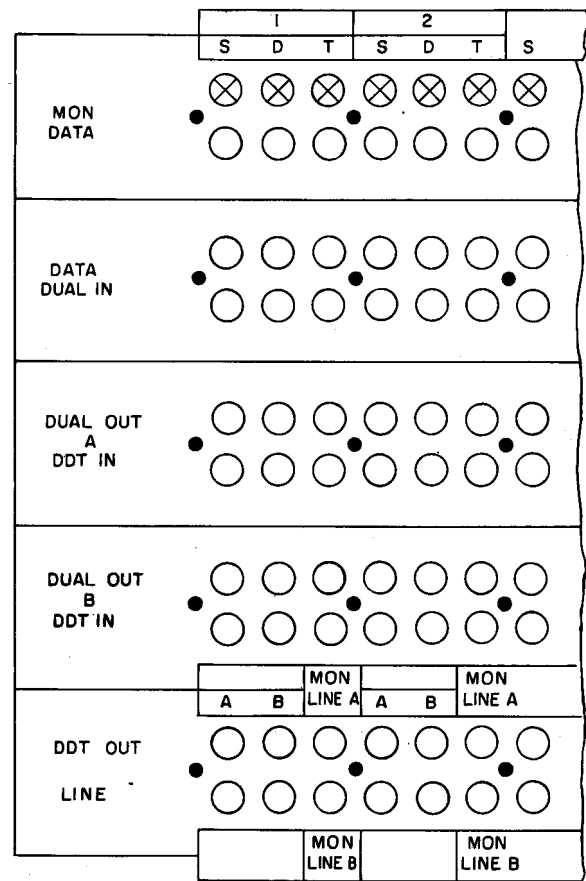 1 2
S D T S D T S
MON
DATA
DATA
DUAL IN
DUAL OUT
A
DDT IN
DUAL OUT
B
DDT IN
A B MON
LINE A A B MON
LINE A
DDT OUT
LINE
MON
LINE B MON
LINE B